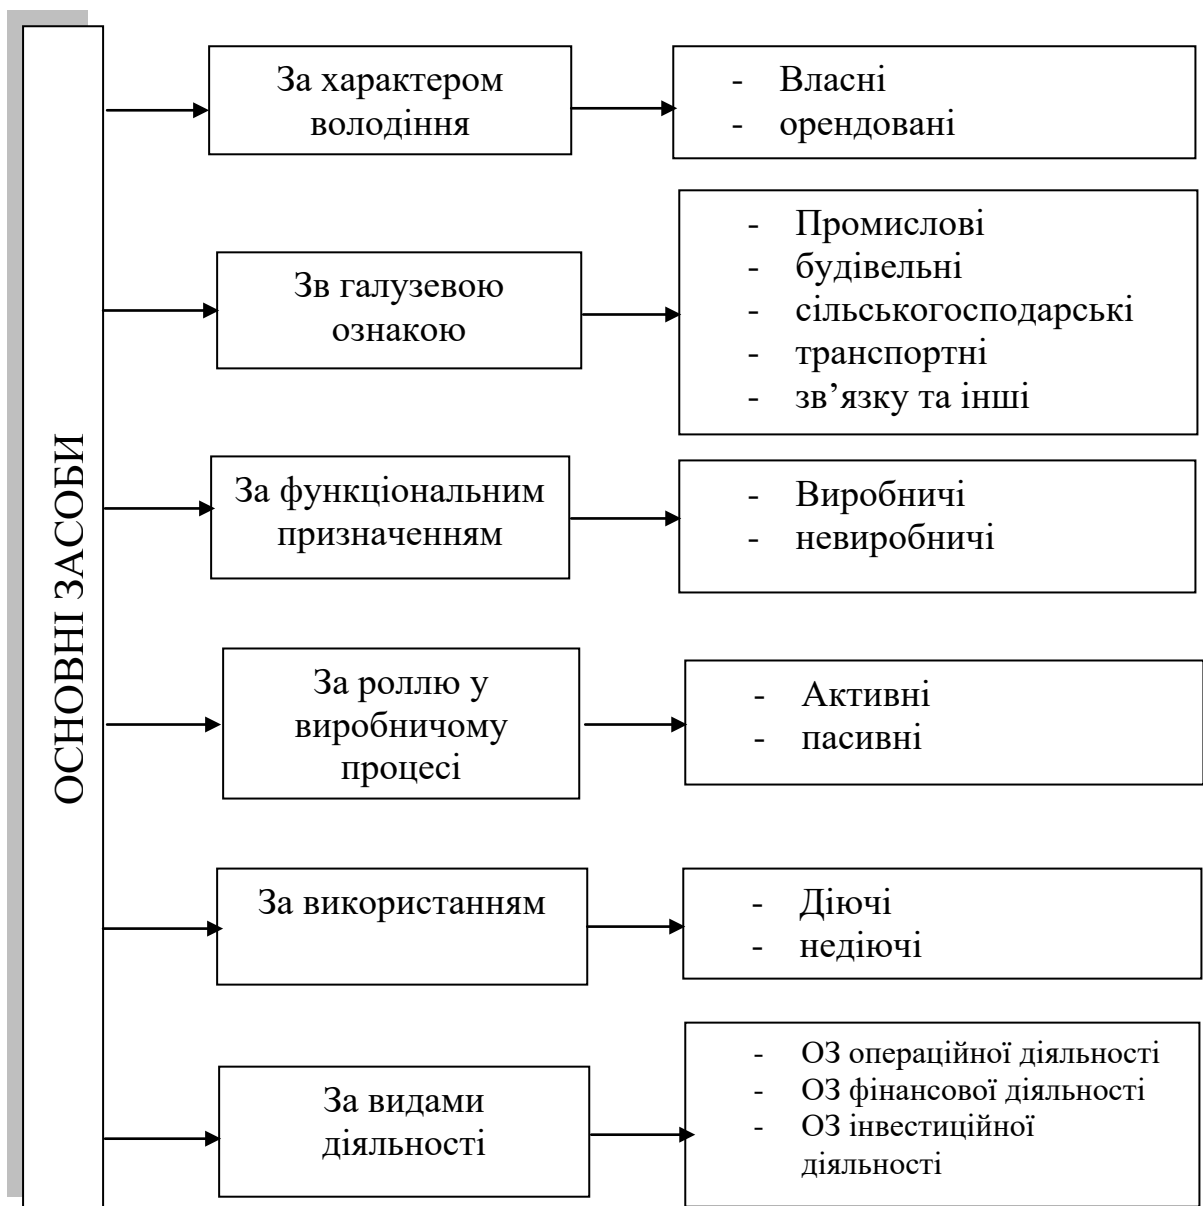 ОСНОВНІ ЗАСОБИ
За характером
володіння
- Власні
- орендовані
Зв галузевою
ознакою
- Промислові
- будівельні
- сільськогосподарські
- транспортні
- зв’язку та інші
За функціональним
призначенням
- Виробничі
- невиробничі
За роллю у
виробничому
процесі
- Активні
- пасивні
За використанням
- Діючі
- недіючі
За видами
діяльності
- ОЗ операційної діяльності
- ОЗ фінансової діяльності
- ОЗ інвестиційної
діяльності